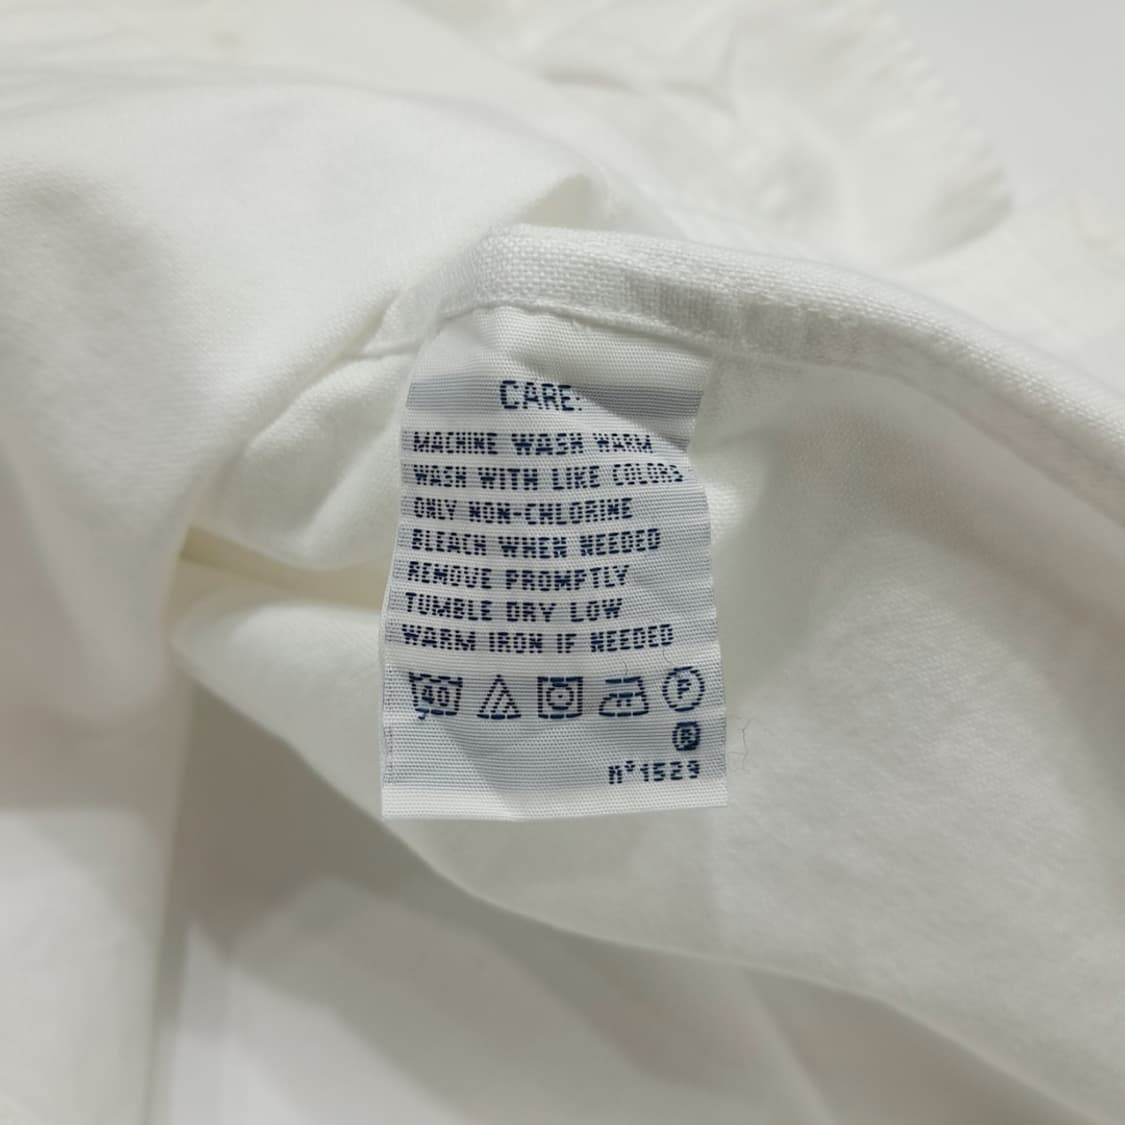 CARE:
MACHINE WASH WARM
WASH WITH LIKE COLORS
ONLY NON-CHLORINE
BLEACH WHEN NEEDED
REMOVE PROMPTLY
TUMBLE DRY LOW
WARM IRON IF NEEDED
40 F
®
n°1529